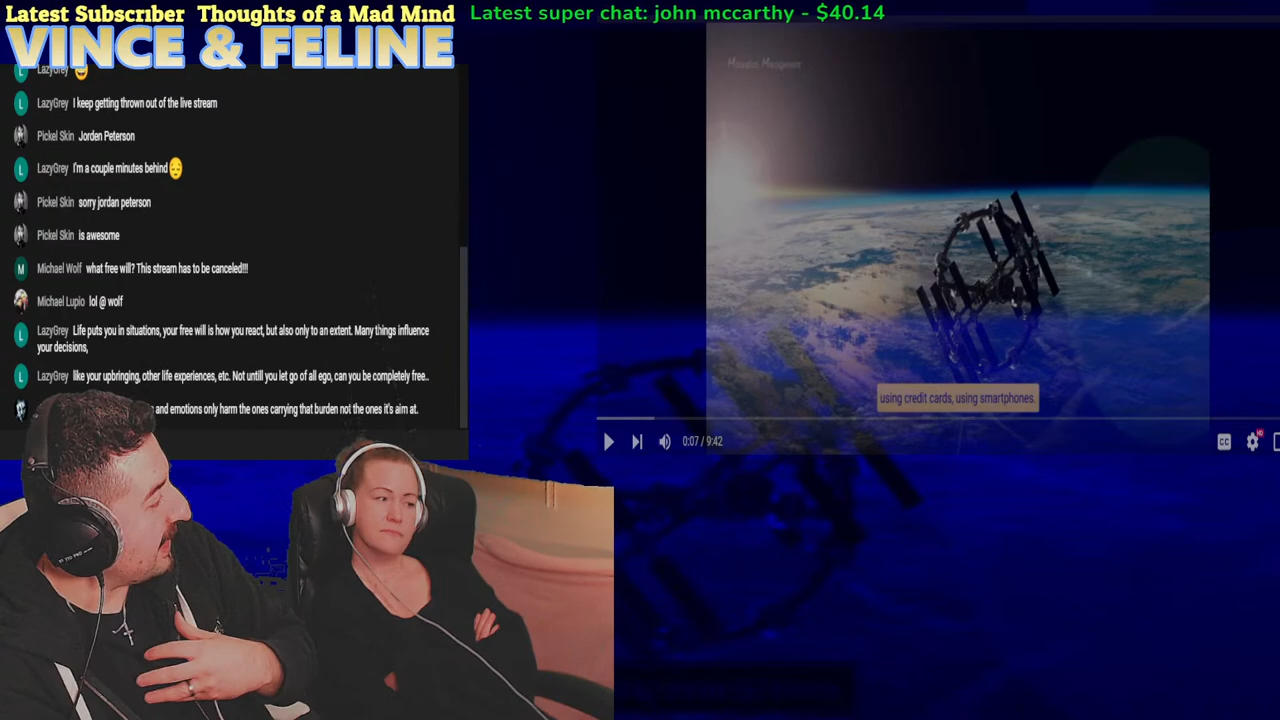 Latest Subscriber Thoughts of a Mad Mind
Latest super chat: john mccarthy - $40.14
VINCE & FELINE
LazyGrey
LazyGrey I keep getting thrown out of the live stream
Pickel Skin Jorden Peterson
LazyGrey I'm a couple minutes behind
Pickel Skin sorry jordan peterson
Pickel Skin is awesome
Michael Wolf what free will? This stream has to be canceled!!!
Michael Lupio lol @ wolf
LazyGrey Life puts you in situations, your free will is how you react, but also only to an extent. Many things influence
your decisions,
LazyGrey like your upbringing, other life experiences, etc. Not untill you let go of all ego, can you be completely free..
and emotions only harm the ones carrying that burden not the ones it's aim at.
using credit cards, using smartphones.
0:07 / 9:42
CC
HD